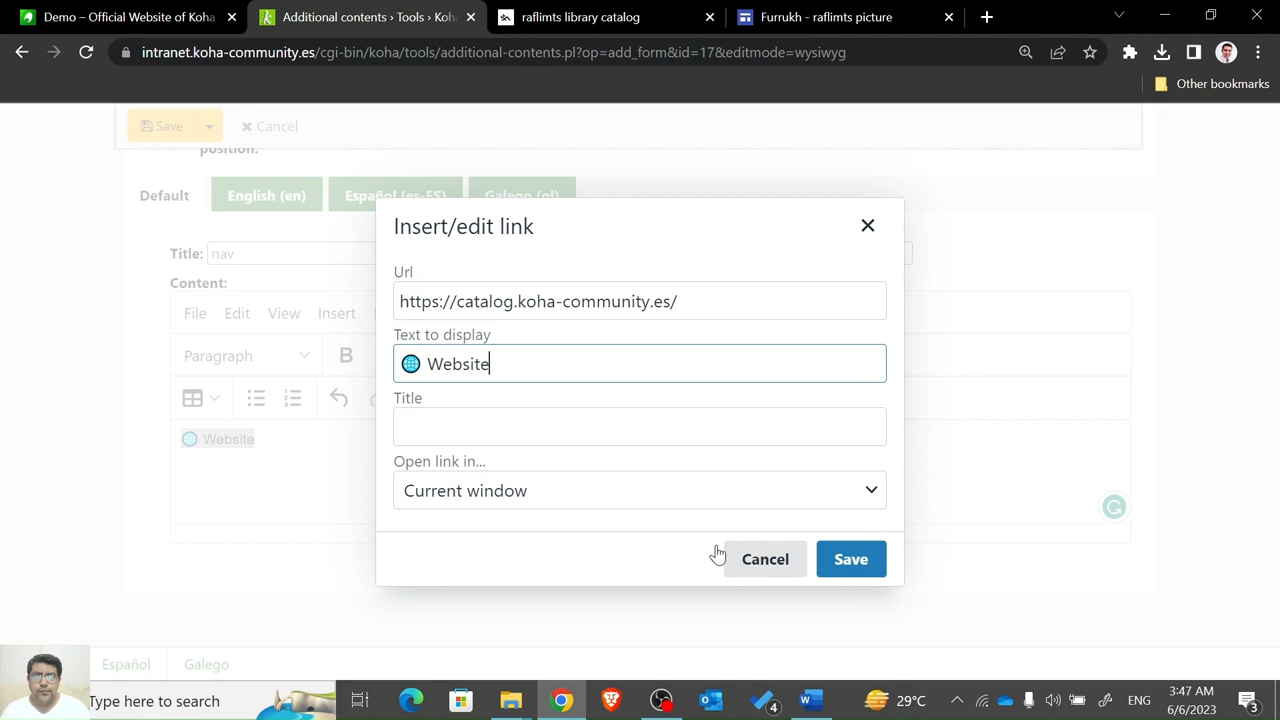 Demo – Official Website of Koha
Additional contents › Tools › Koha
raflimts library catalog
Furrukh - raflimts picture
intranet.koha-community.es/cgi-bin/koha/tools/additional-contents.pl?op=add_form&id=17&editmode=wysiwyg
Other bookmarks
Save
Cancel
position:
Default
English (en)
Español (es-ES)
Galego (gl)
Insert/edit link
Title: nav
Url
Content:
https://catalog.koha-community.es/
File Edit View Insert
Text to display
Paragraph
B
Website
Title
Website
Open link in...
Current window
Cancel
Save
Español
Galego
Type here to search
4
29°C
ENG
3:47 AM
6/6/2023
3